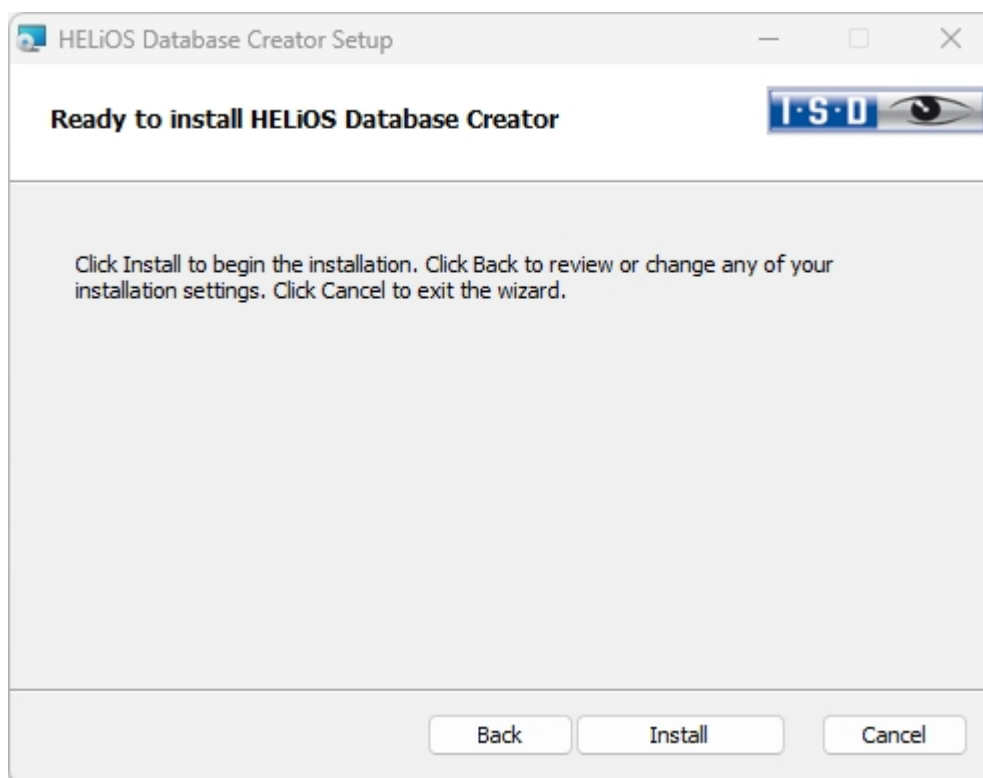 HELiOS Database Creator Setup
Ready to install HELiOS Database Creator
I·S·D
Click Install to begin the installation. Click Back to review or change any of your
installation settings. Click Cancel to exit the wizard.
Back Install Cancel